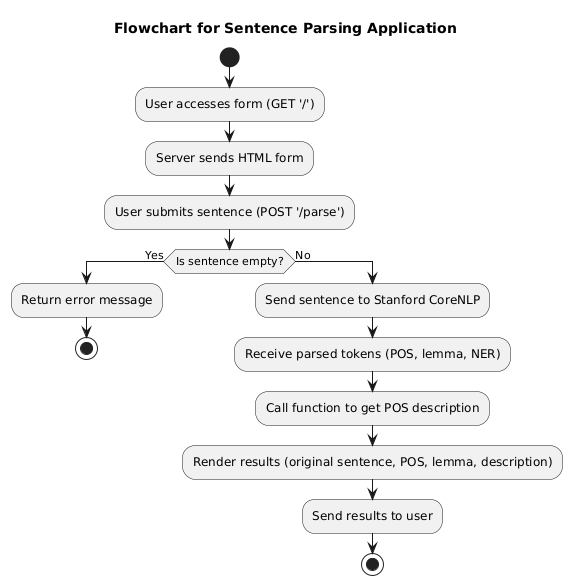 Flowchart for Sentence Parsing Application
User accesses form (GET '/')
Server sends HTML form
User submits sentence (POST '/parse')
Is sentence empty?
Yes
No
Return error message
Send sentence to Stanford CoreNLP
Receive parsed tokens (POS, lemma, NER)
Call function to get POS description
Render results (original sentence, POS, lemma, description)
Send results to user